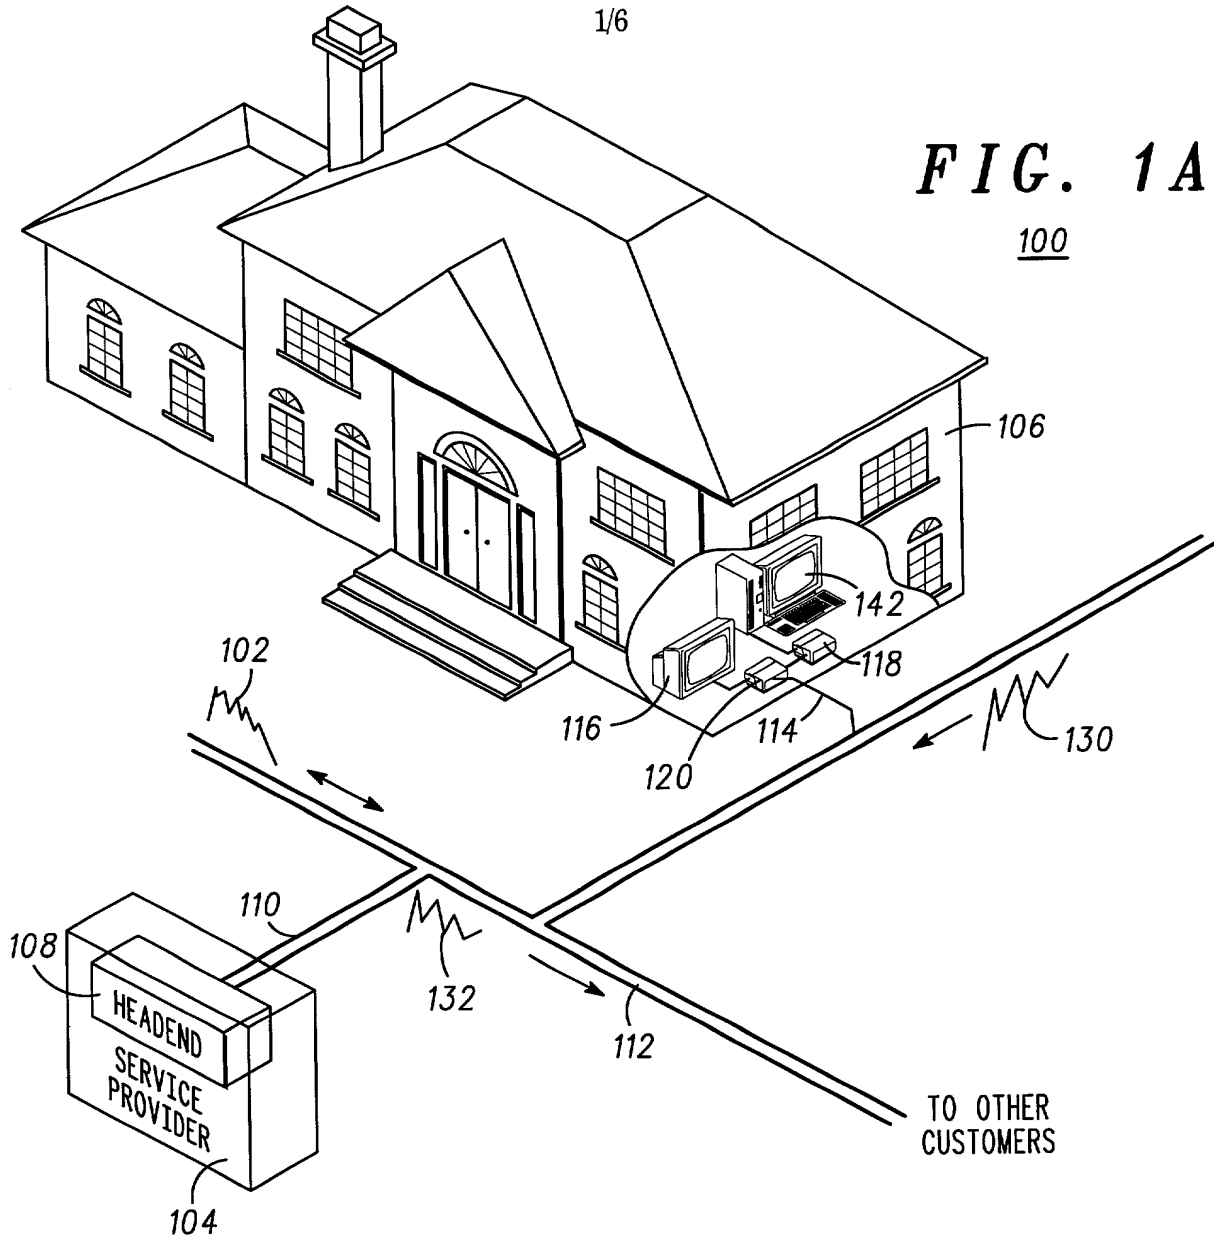 1/6
FIG. 1A
100
106
142
118
102
116
114
130
120
110
108
132
HEADEND
112
SERVICE
PROVIDER
TO OTHER
CUSTOMERS
104